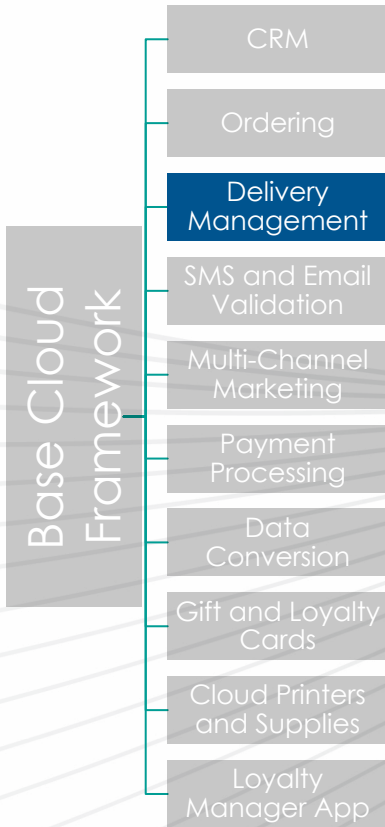 Base Cloud
Framework
CRM
Ordering
Delivery
Management
SMS and Email
Validation
Multi-Channel
Marketing
Payment
Processing
Data
Conversion
Gift and Loyalty
Cards
Cloud Printers
and Supplies
Loyalty
Manager App